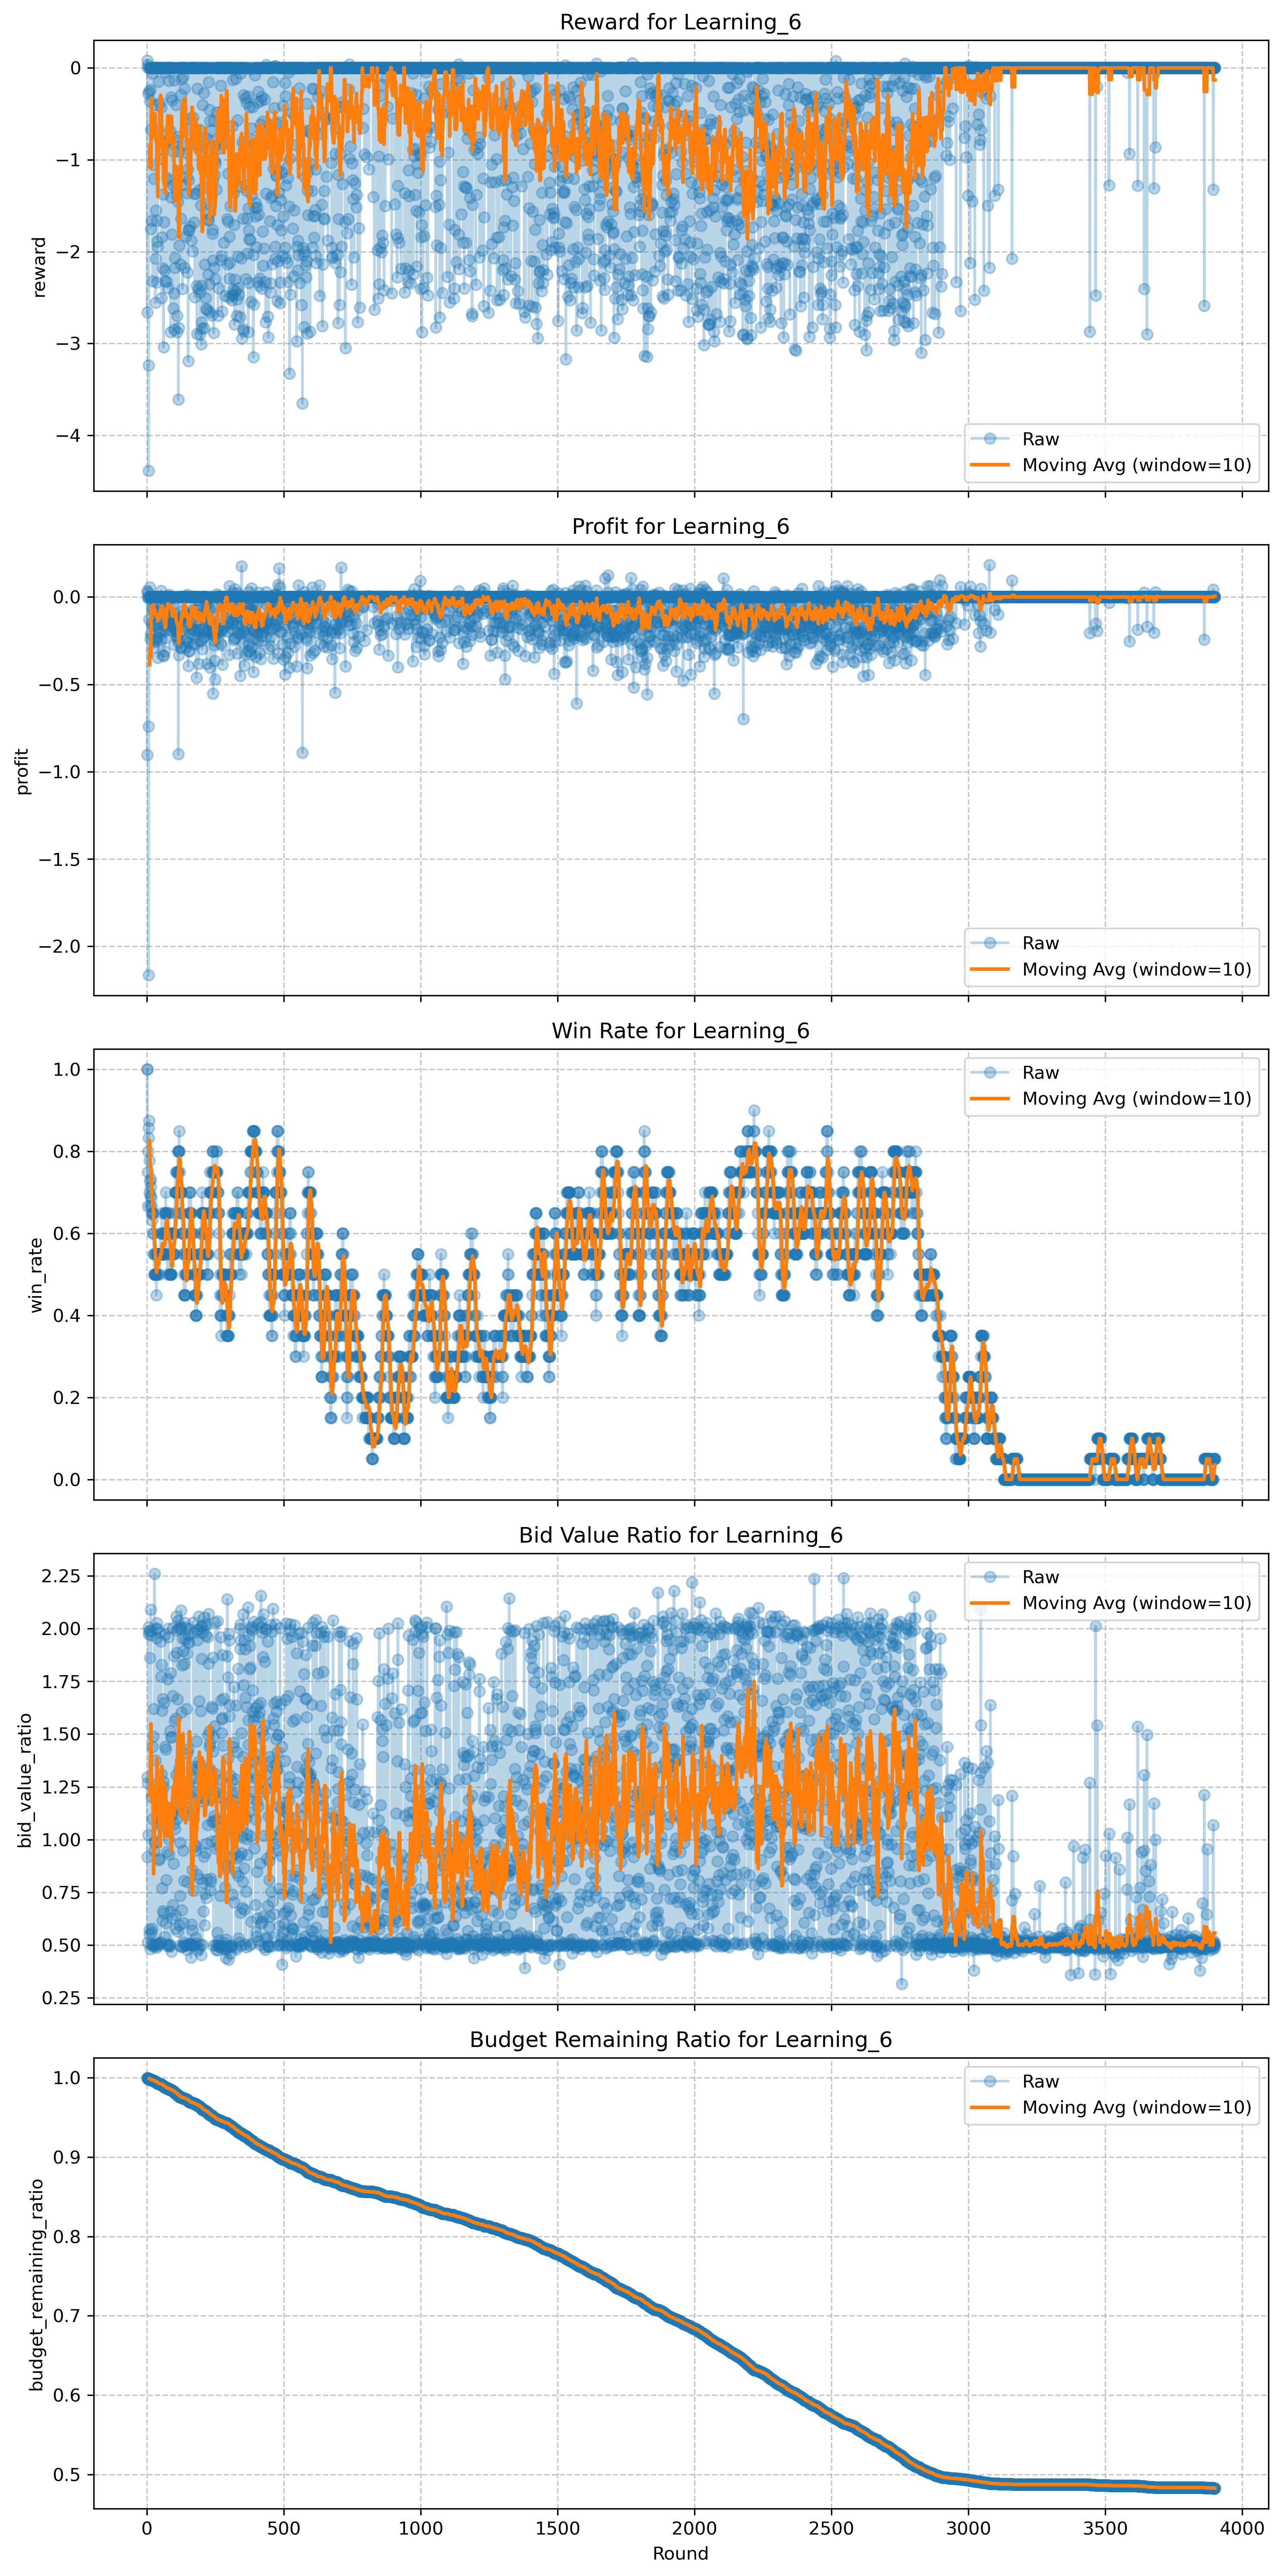 Reward for Learning_6
0
−1
−2
−3
−4
reward
Raw
Moving Avg (window=10)
Profit for Learning_6
0.0
−0.5
−1.0
−1.5
−2.0
profit
Raw
Moving Avg (window=10)
Win Rate for Learning_6
1.0
0.8
0.6
0.4
0.2
0.0
win_rate
Raw
Moving Avg (window=10)
Bid Value Ratio for Learning_6
2.25
2.00
1.75
1.50
1.25
1.00
0.75
0.50
0.25
bid_value_ratio
Raw
Moving Avg (window=10)
Budget Remaining Ratio for Learning_6
1.0
0.9
0.8
0.7
0.6
0.5
budget_remaining_ratio
Raw
Moving Avg (window=10)
0 500 1000 1500 2000 2500 3000 3500 4000
Round